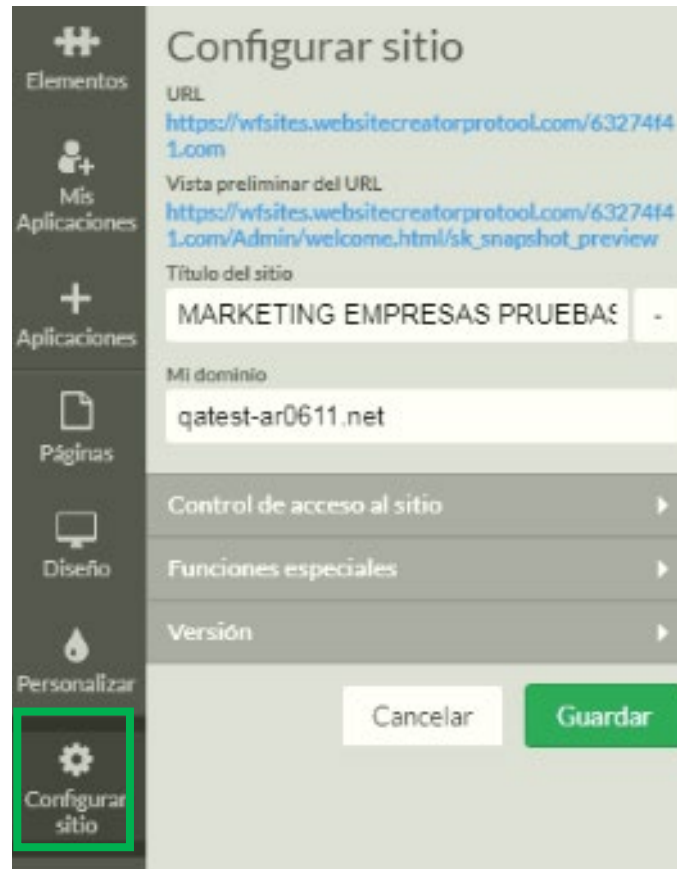 Elementos
Mis
Aplicaciones
Aplicaciones
Páginas
Diseño
Personalizar
Configurar
sitio
Configurar sitio
URL
https://wfsites.websitecreatorprotool.com/63274f4
1.com
Vista preliminar del URL
https://wfsites.websitecreatorprotool.com/63274f4
1.com/Admin/welcome.html/sk_snapshot_preview
Título del sitio
MARKETING EMPRESAS PRUEBAS -
Mi dominio
qatest-ar0611.net
Control de acceso al sitio
Funciones especiales
Versión
Cancelar Guardar